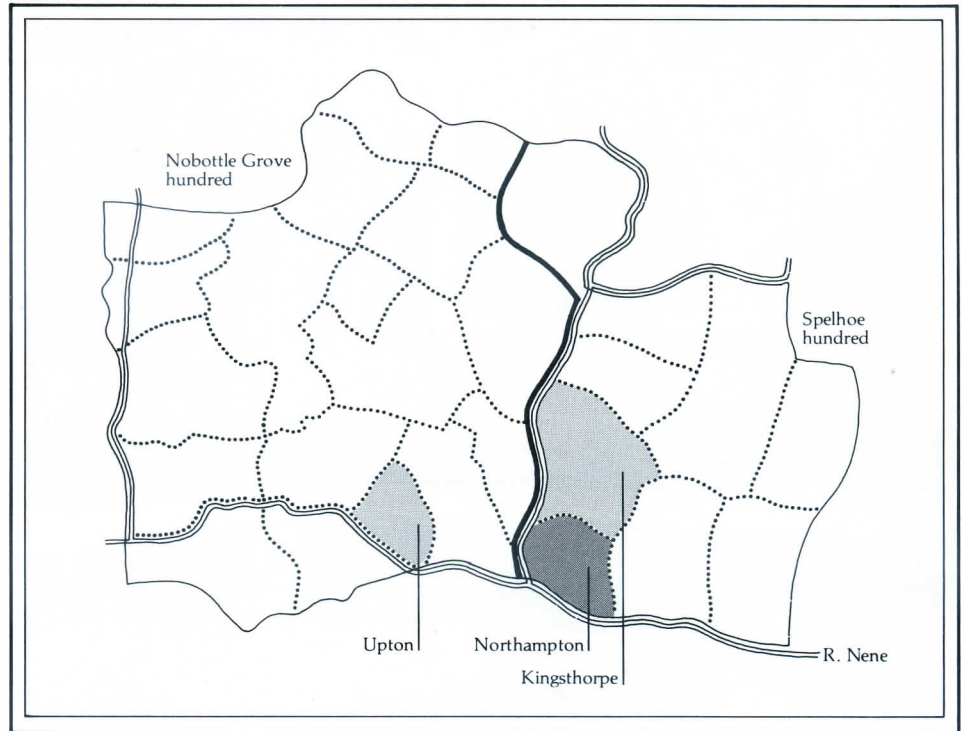 Nobottle Grove
hundred
Spelhoe
hundred
Upton
Northampton
R. Nene
Kingsthorpe